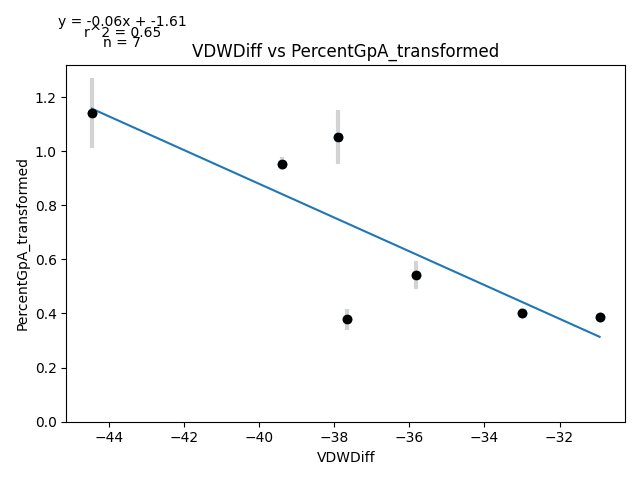 y = -0.06x + -1.61
r^2 = 0.65
n = 7
VDWDiff vs PercentGpA_transformed
PercentGpA_transformed
1.2
1.0
0.8
0.6
0.4
0.2
0.0
−44 −42 −40 −38 −36 −34 −32
VDWDiff